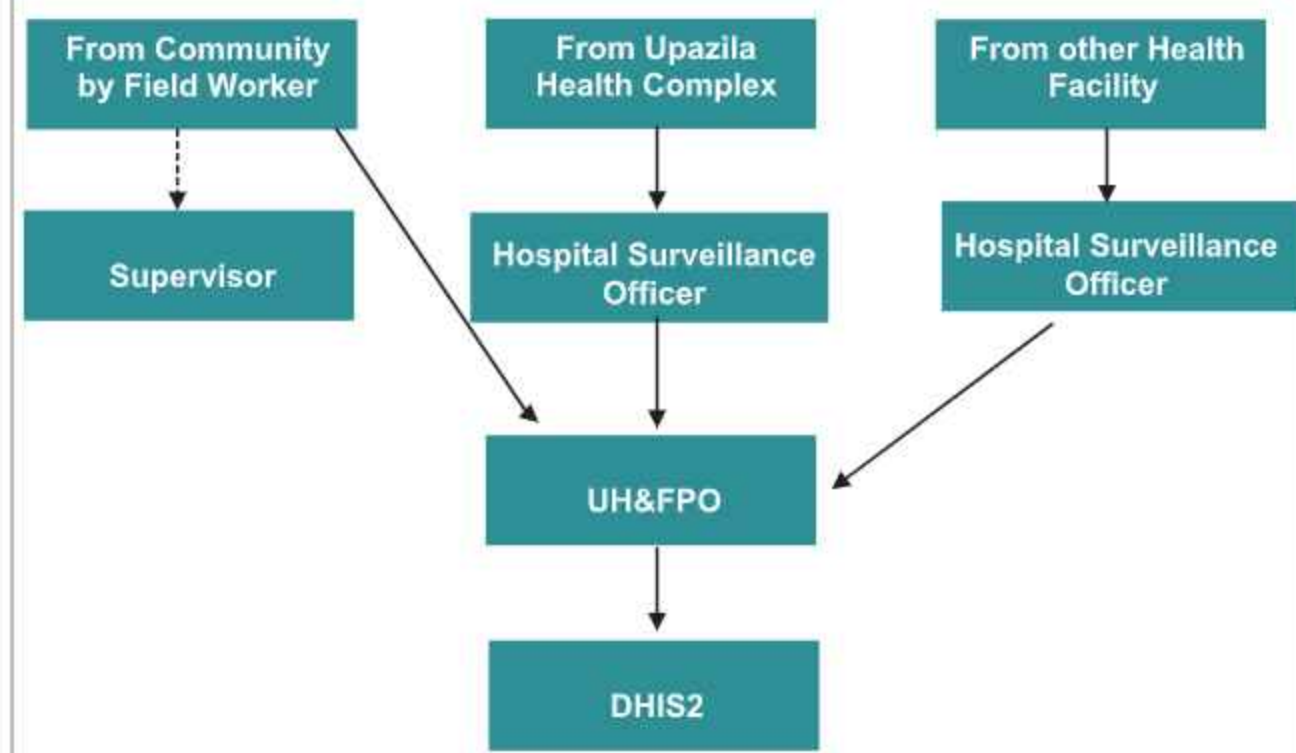 From Community
by Field Worker
From Upazila
Health Complex
From other Health
Facility
Supervisor
Hospital Surveillance
Officer
Hospital Surveillance
Officer
UH&FPO
DHIS2